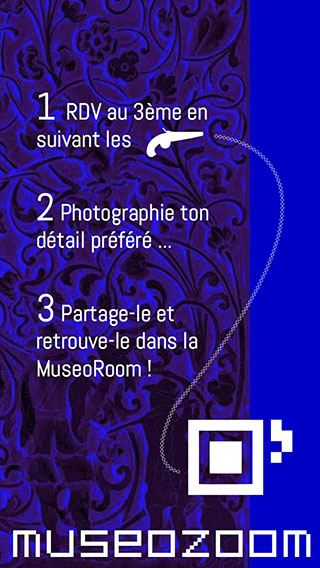 1 RDV au 3ème en
suivant les
2 Photographie ton
détail préféré ...
3 Partage-le et
retrouve-le dans la
MuseoRoom !
museozoom